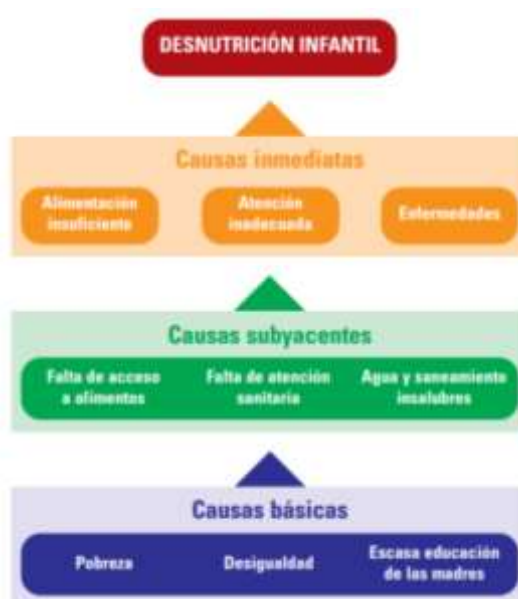 DESNUTRICIÓN INFANTIL
Causas inmediatas
Alimentación
insuficiente
Atención
inadecuada
Enfermedades
Causas subyacentes
Falta de acceso
a alimentos
Falta de atención
sanitaria
Agua y saneamiento
insalubres
Causas básicas
Pobreza
Desigualdad
Escasa educación
de las madres